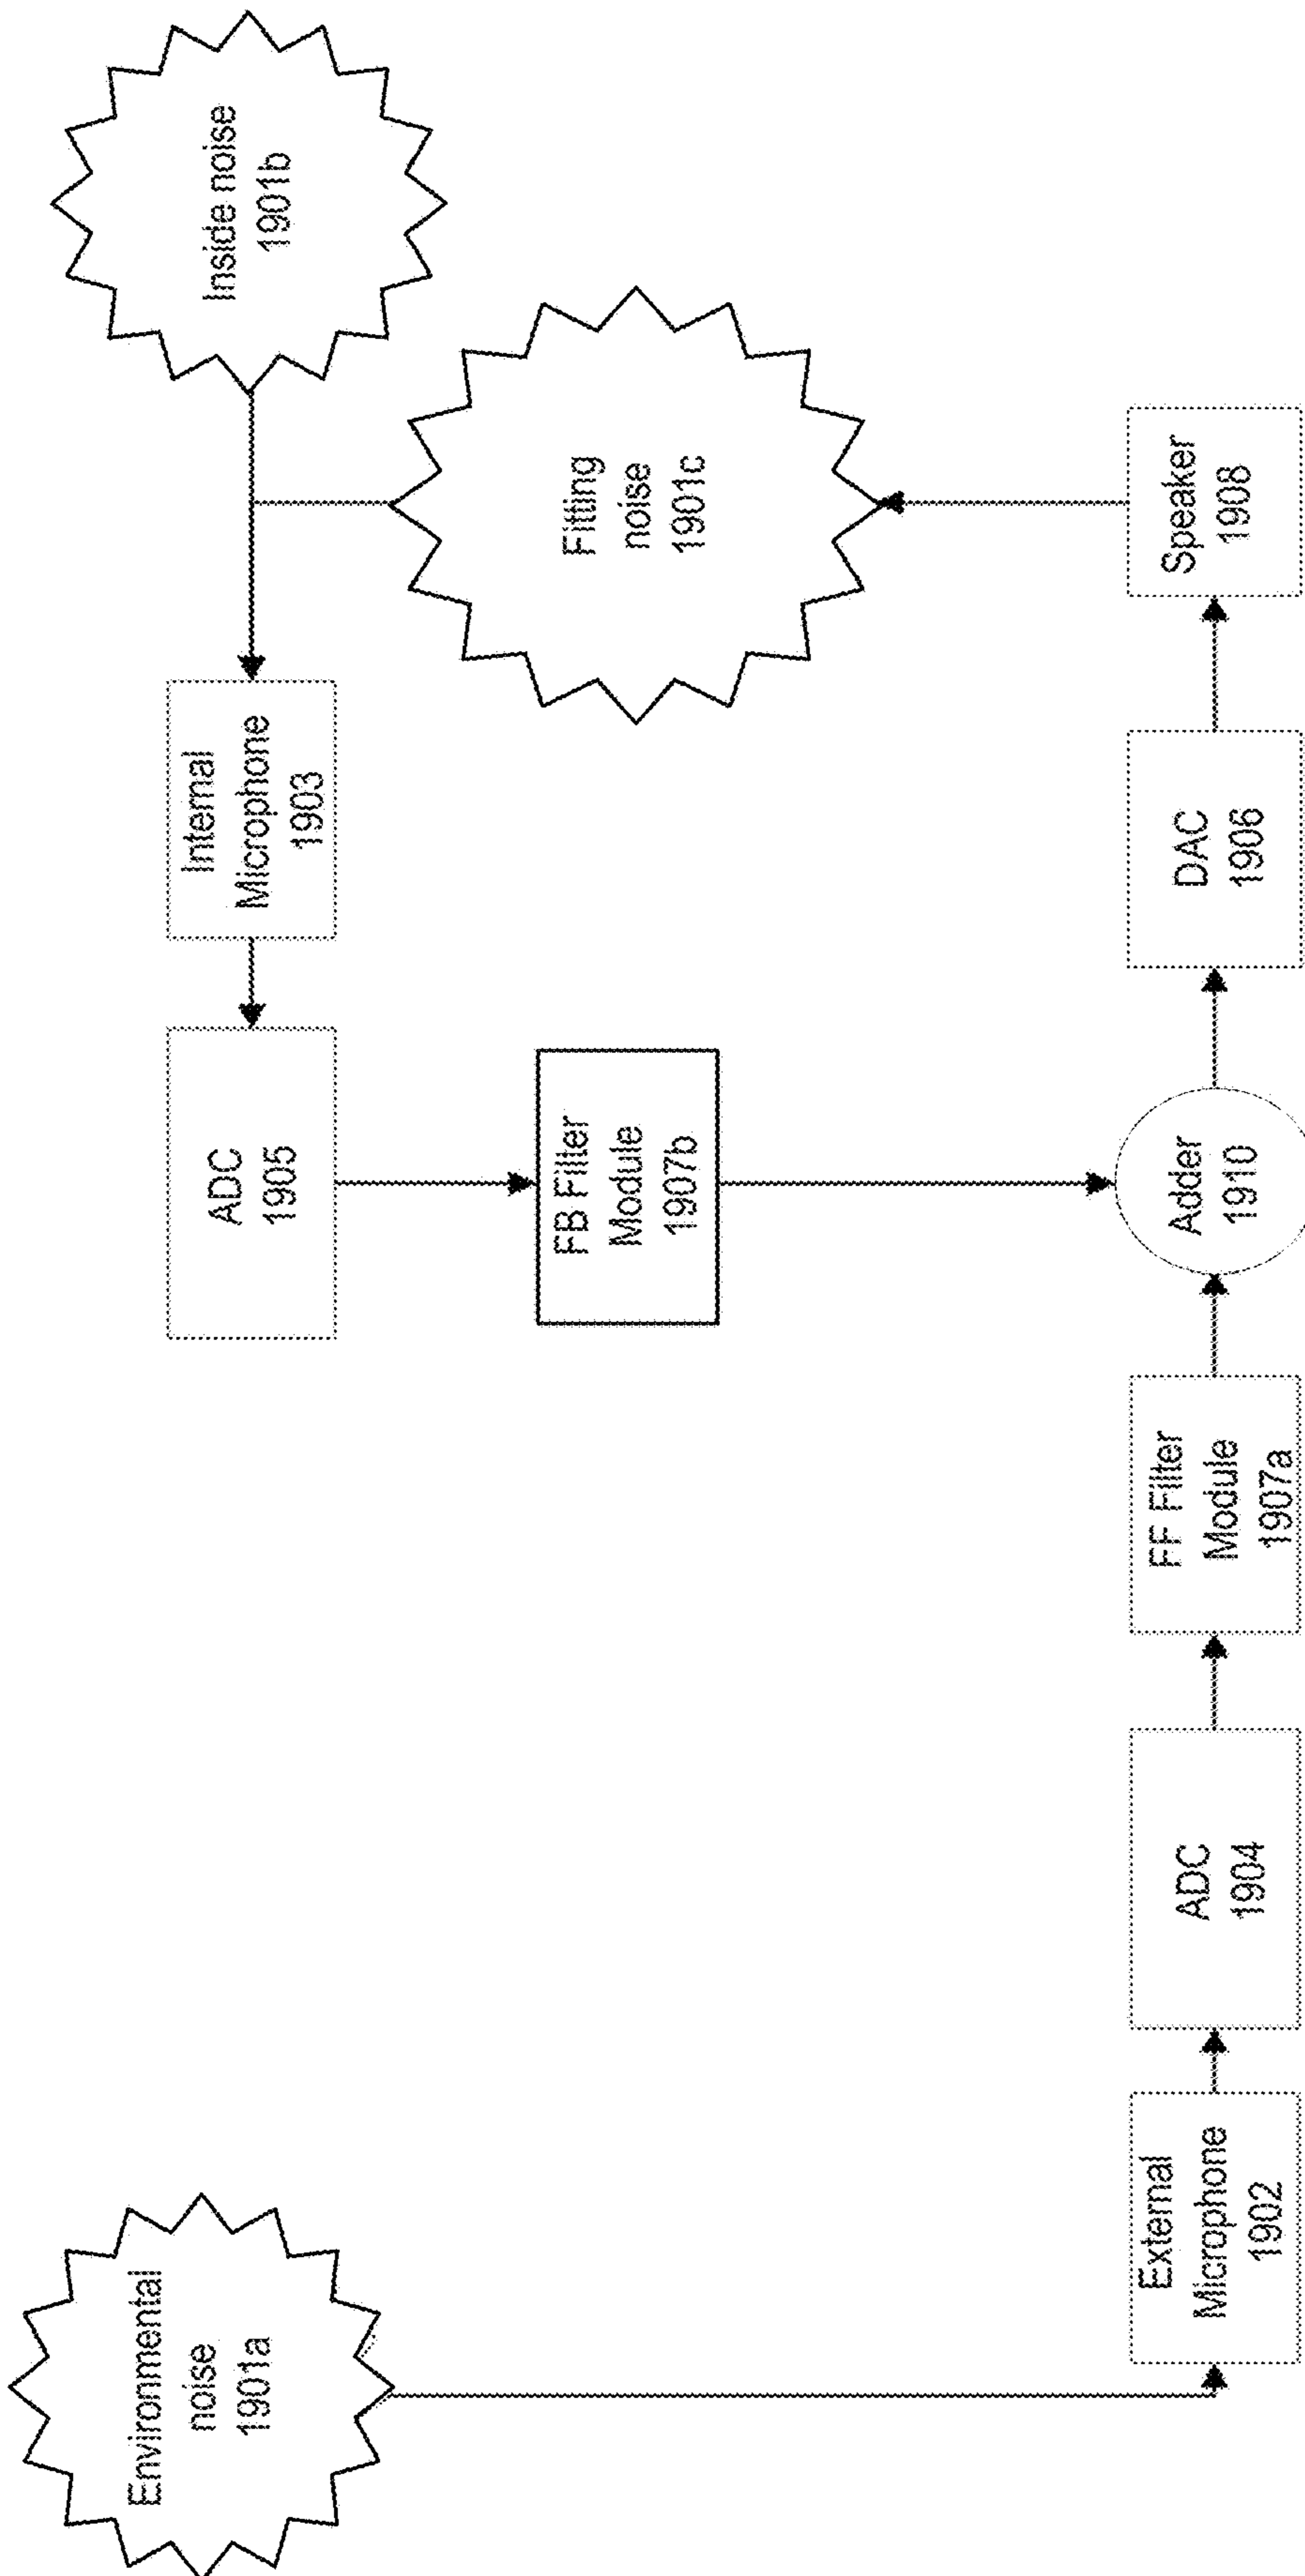 Environmental
noise
1901a
Internal
Microphone
1903
Inside noise
1901b
ADC
1905
Fitting
noise
1901c
FB Filter
Module
1907b
External
Microphone
1902
ADC
1904
FF Filter
Module
1907a
Adder
1910
DAC
1906
Speaker
1908